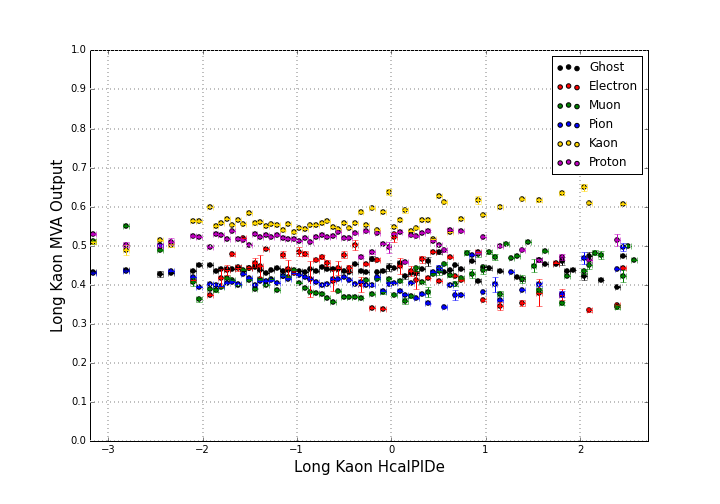 1.0
0.9
0.8
0.7
0.6
0.5
0.4
0.3
0.2
0.1
0.0
Long Kaon MVA Output
Ghost
Electron
Muon
Pion
Kaon
Proton
−3 −2 −1 0 1 2
Long Kaon HcalPIDe